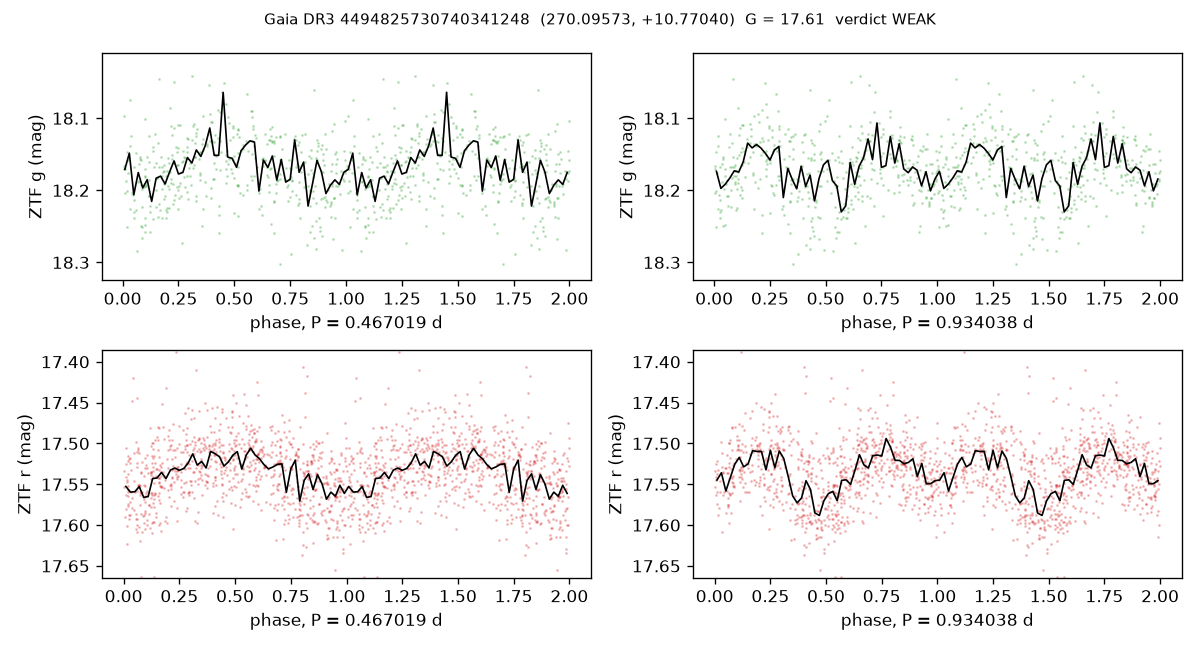 Gaia DR3 4494825730740341248 (270.09573, +10.77040) G = 17.61 verdict WEAK
ZTF g (mag)
18.1
18.2
18.3
0.00 0.25 0.50 0.75 1.00 1.25 1.50 1.75 2.00
phase, P = 0.467019 d
ZTF g (mag)
18.1
18.2
18.3
0.00 0.25 0.50 0.75 1.00 1.25 1.50 1.75 2.00
phase, P = 0.934038 d
ZTF r (mag)
17.40
17.45
17.50
17.55
17.60
17.65
0.00 0.25 0.50 0.75 1.00 1.25 1.50 1.75 2.00
phase, P = 0.467019 d
ZTF r (mag)
17.40
17.45
17.50
17.55
17.60
17.65
0.00 0.25 0.50 0.75 1.00 1.25 1.50 1.75 2.00
phase, P = 0.934038 d